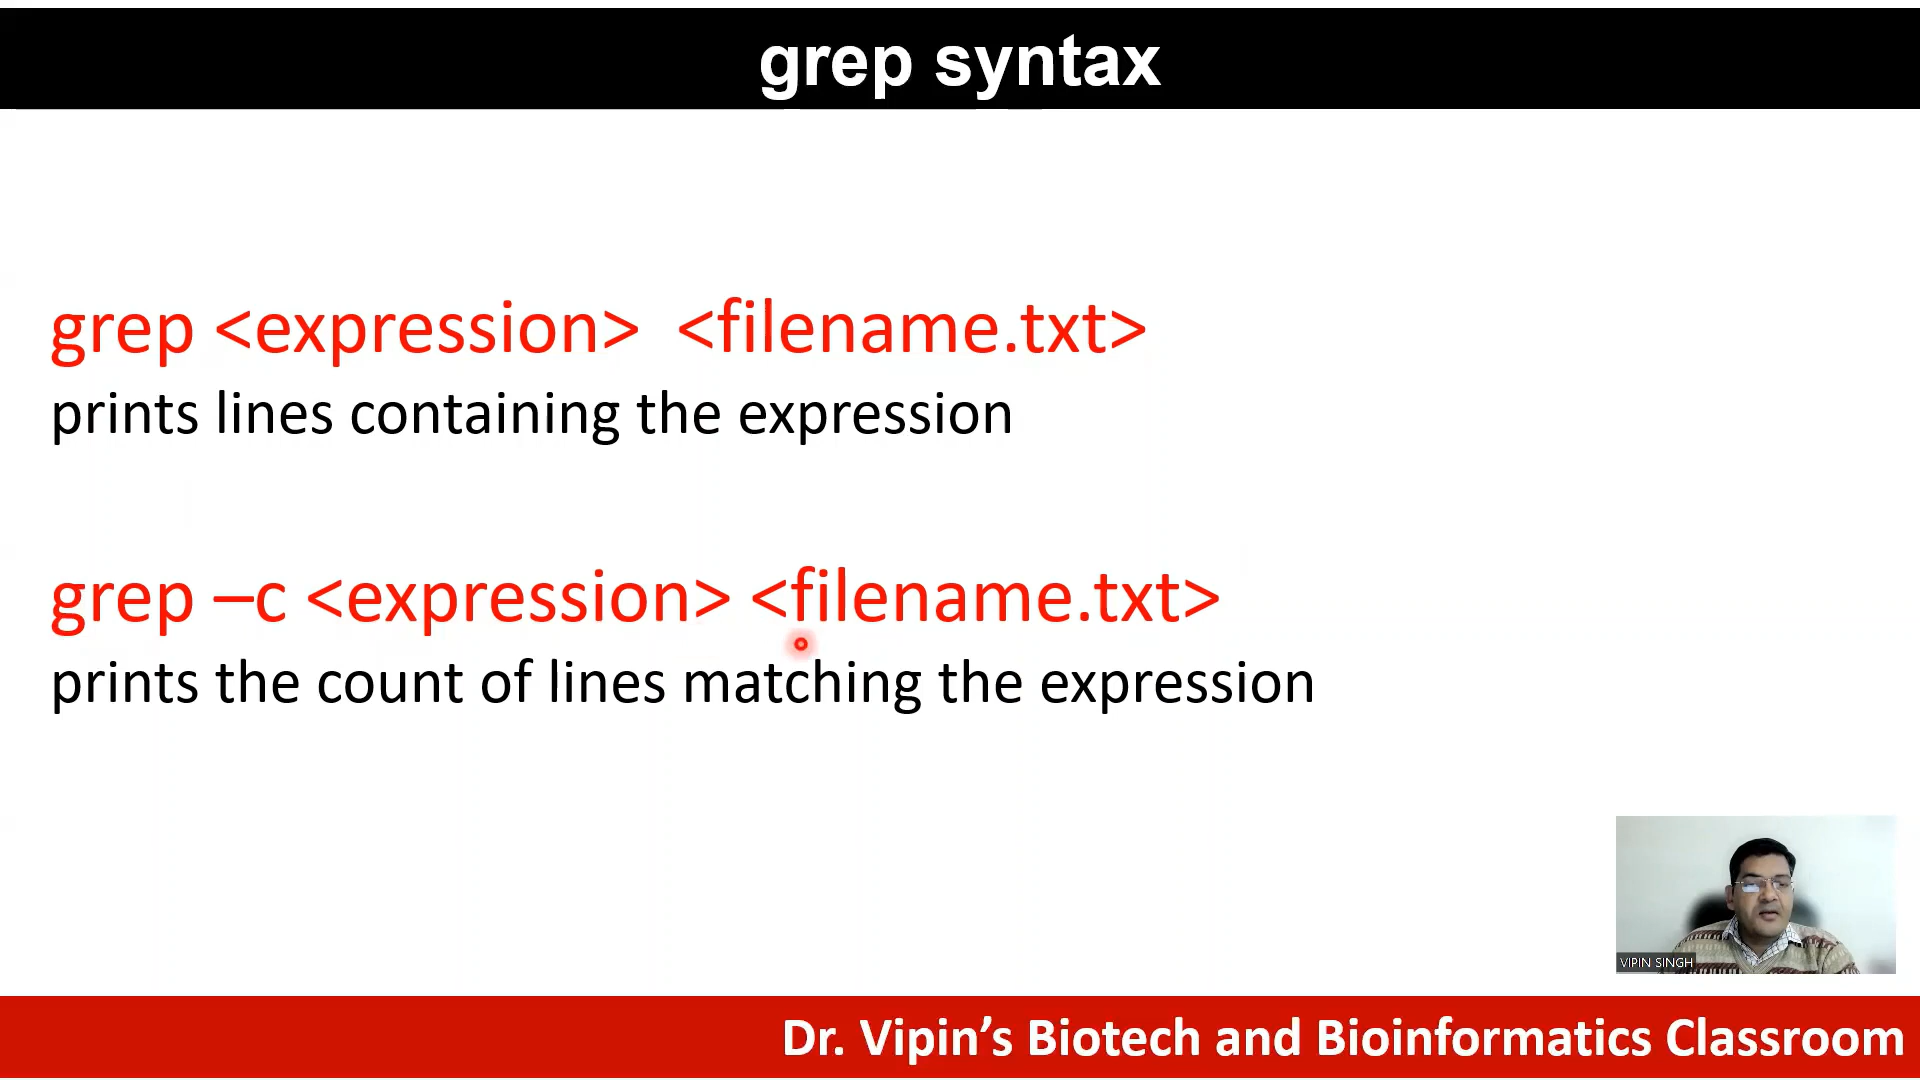 grep syntax
grep <expression>  <filename.txt>
prints lines containing the expression
grep –c <expression> <filename.txt>
prints the count of lines matching the expression
VIPIN SINGH
Dr. Vipin’s Biotech and Bioinformatics Classroom